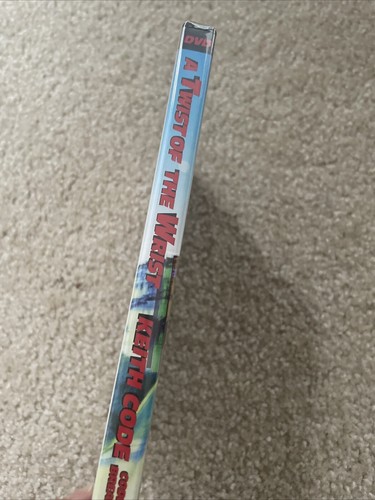 DVD
A TWIST OF THE WRIST
KEITH CODE